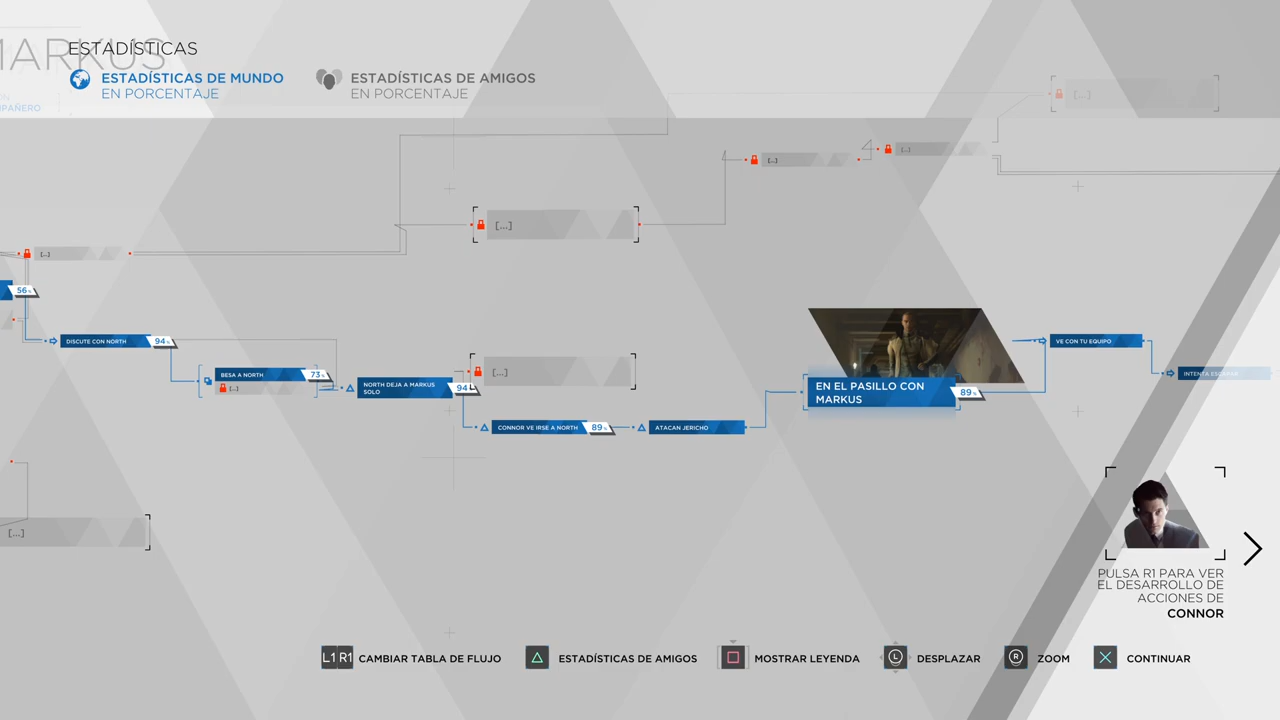 MARKUS
ESTADÍSTICAS
ESTADÍSTICAS DE MUNDO
EN PORCENTAJE
ESTADÍSTICAS DE AMIGOS
EN PORCENTAJE
PAÑERO
[...]
[...]
[...]
[...]
[...]
56%
DISCUTE CON NORTH
94%
VE CON TU EQUIPO
BESA A NORTH
73%
[...]
[...]
NORTH DEJA A MARKUS
SOLO
94
INTENTA ESCAPAR
EN EL PASILLO CON
MARKUS
89%
CONNOR VE IRSE A NORTH
89%
ATACAN JERICHO
[...]
PULSA R1 PARA VER
EL DESARROLLO DE
ACCIONES DE
CONNOR
L1 R1 CAMBIAR TABLA DE FLUJO
ESTADÍSTICAS DE AMIGOS
MOSTRAR LEYENDA
L DESPLAZAR
R ZOOM
CONTINUAR